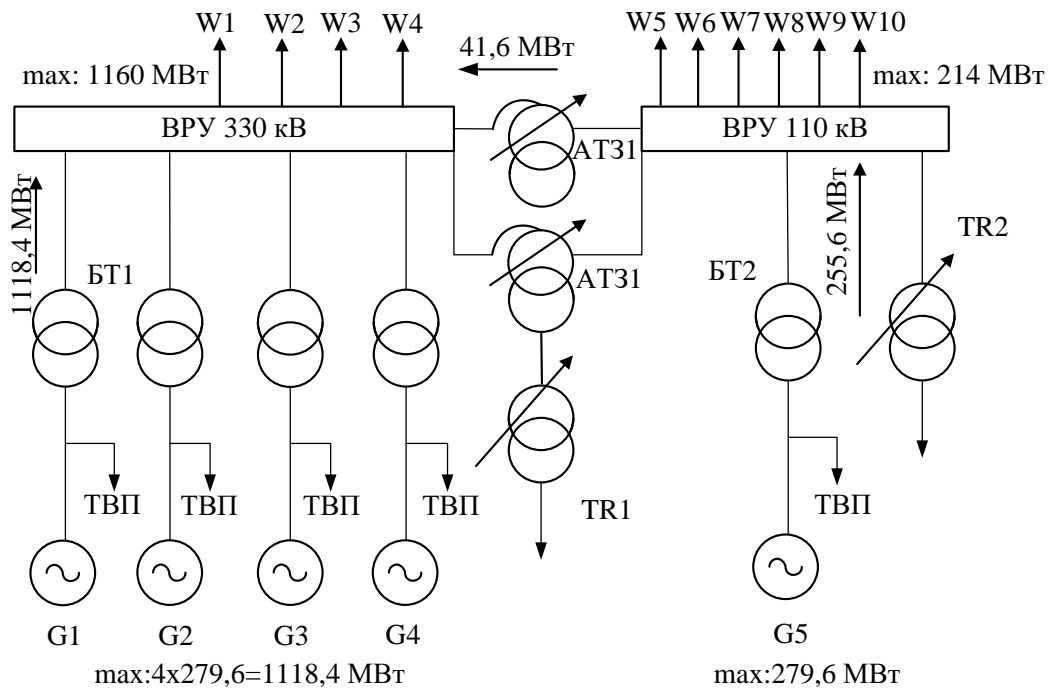 W1 W2 W3 W4
W5 W6 W7 W8 W9 W10
41,6 МВт
max: 1160 МВт
max: 214 МВт
ВРУ 330 кВ
ВРУ 110 кВ
АТЗ1
АТЗ1
1118,4 МВт
255,6 МВт
БТ1
БТ2
TR2
ТВП ТВП ТВП ТВП
TR1
ТВП
G1 G2 G3 G4
G5
max:4x279,6=1118,4 МВт
max:279,6 МВт